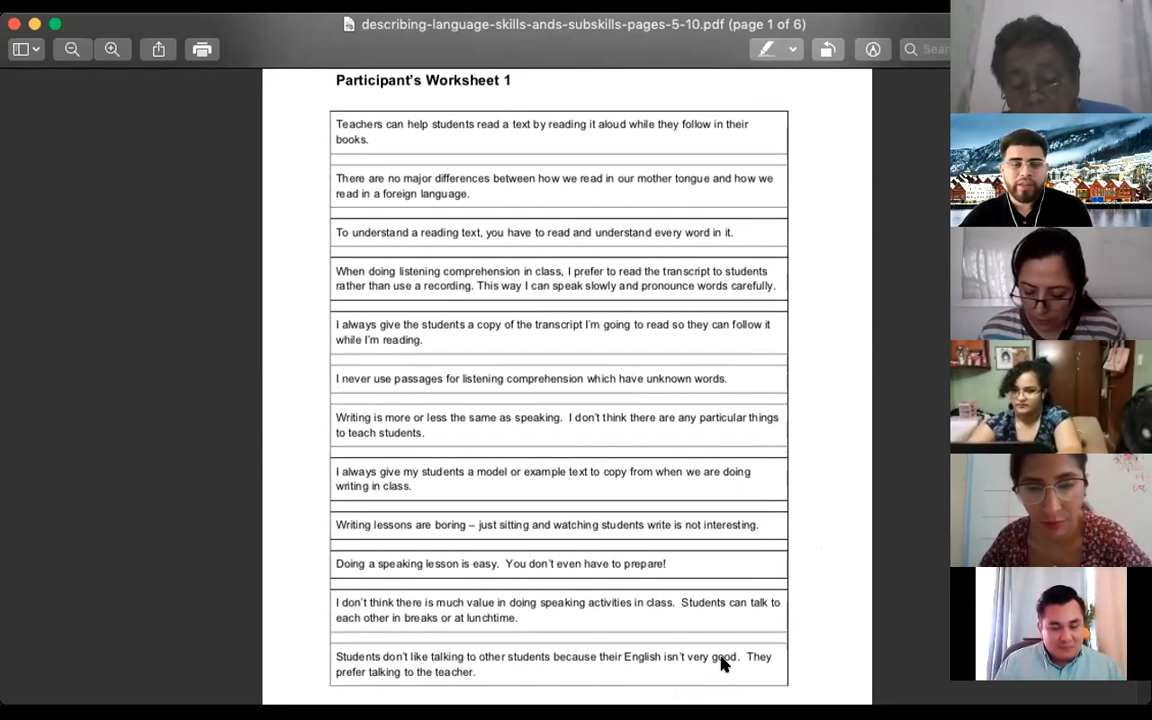 describing-language-skills-ands-subskills-pages-5-10.pdf (page 1 of 6)
Sear
Participant's Worksheet 1
Teachers can help students read a text by reading it aloud while they follow in their
books.
There are no major differences between how we read in our mother tongue and how we
read in a foreign language.
To understand a reading text, you have to read and understand every word in it.
When doing listening comprehension in class, I prefer to read the transcript to students
rather than use a recording. This way I can speak slowly and pronounce words carefully.
I always give the students a copy of the transcript I'm going to read so they can follow it
while I'm reading.
I never use passages for listening comprehension which have unknown words.
Writing is more or less the same as speaking.  I don't think there are any particular things
to teach students.
I always give my students a model or example text to copy from when we are doing
writing in class.
Writing lessons are boring – just sitting and watching students write is not interesting.
Doing a speaking lesson is easy.  You don't even have to prepare!
I don't think there is much value in doing speaking activities in class.  Students can talk to
each other in breaks or at lunchtime.
Students don't like talking to other students because their English isn't very good.  They
prefer talking to the teacher.